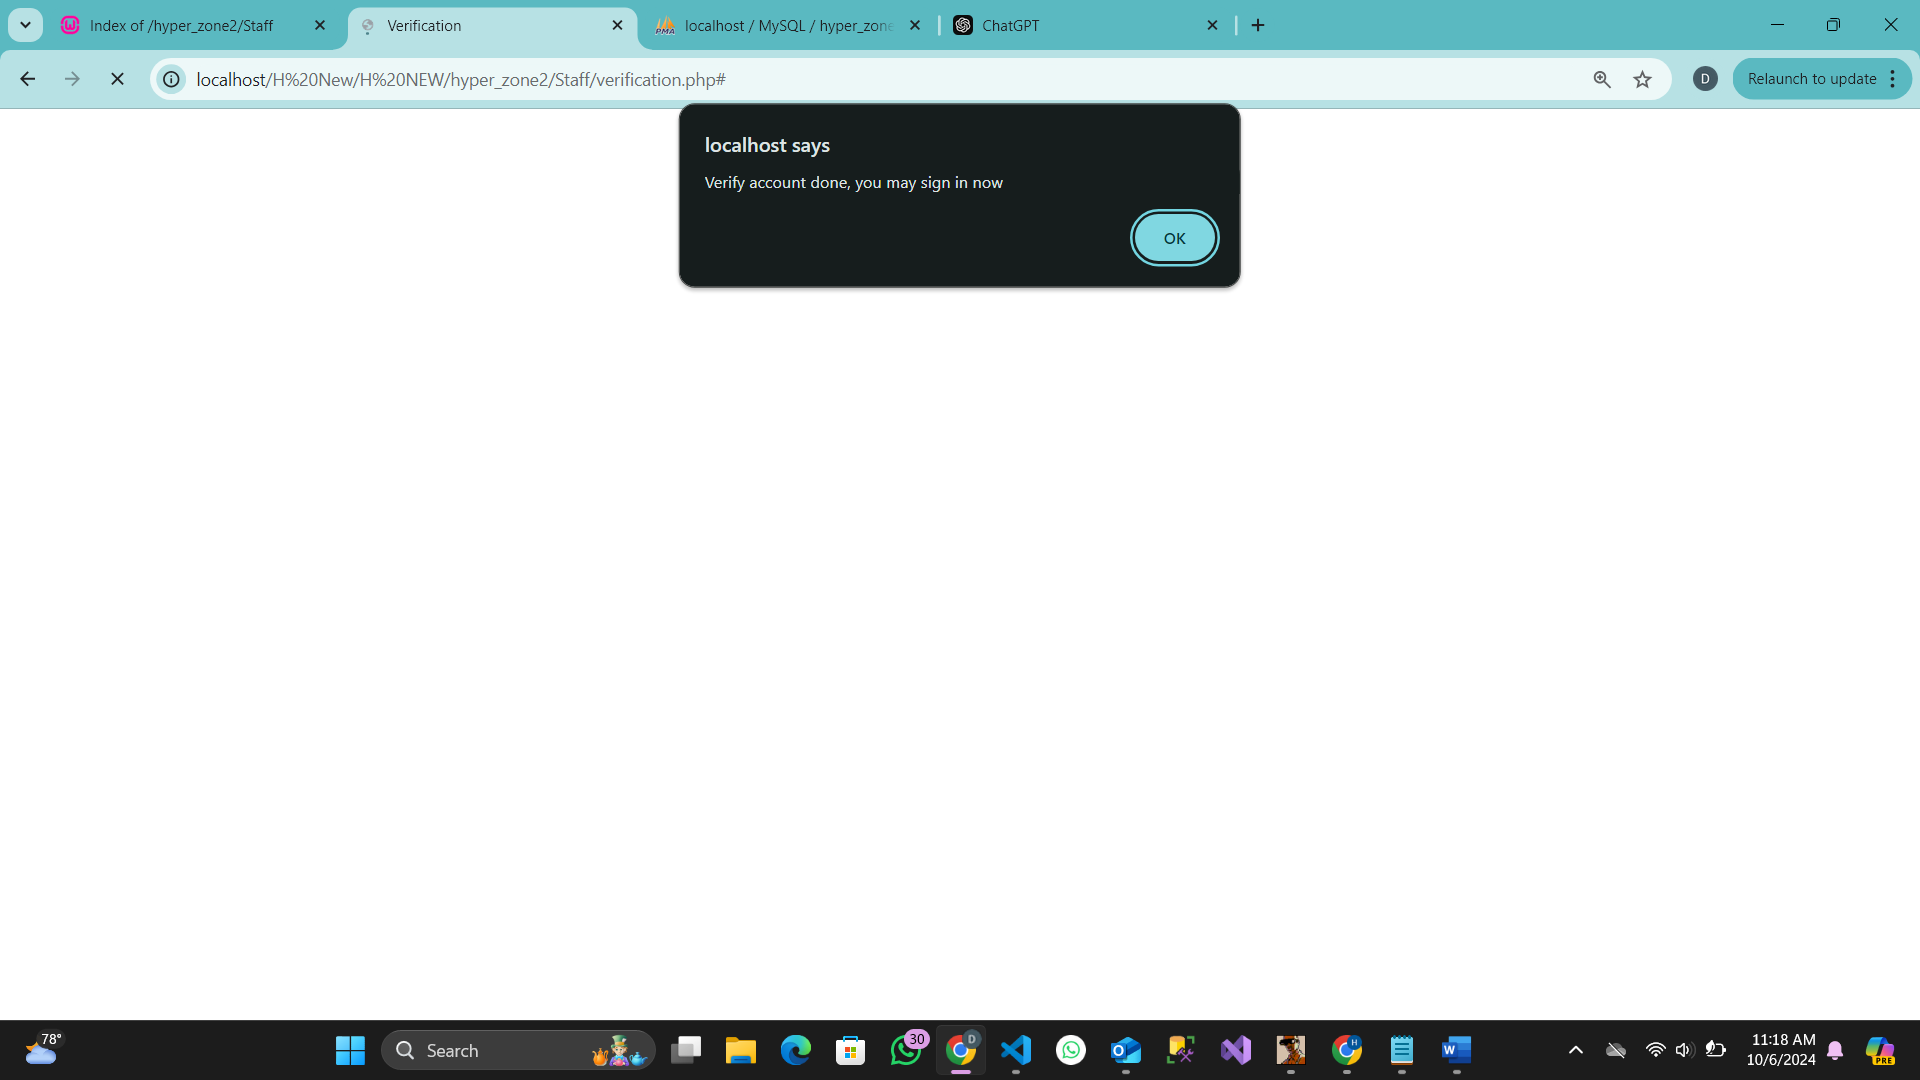 Index of /hyper_zone2/Staff
Verification
localhost / MySQL / hyper_zone
ChatGPT
localhost/H%20New/H%20NEW/hyper_zone2/Staff/verification.php#
D
Relaunch to update
localhost says
Verify account done, you may sign in now
OK
78°
Search
30
D
H
11:18 AM
10/6/2024
PRE